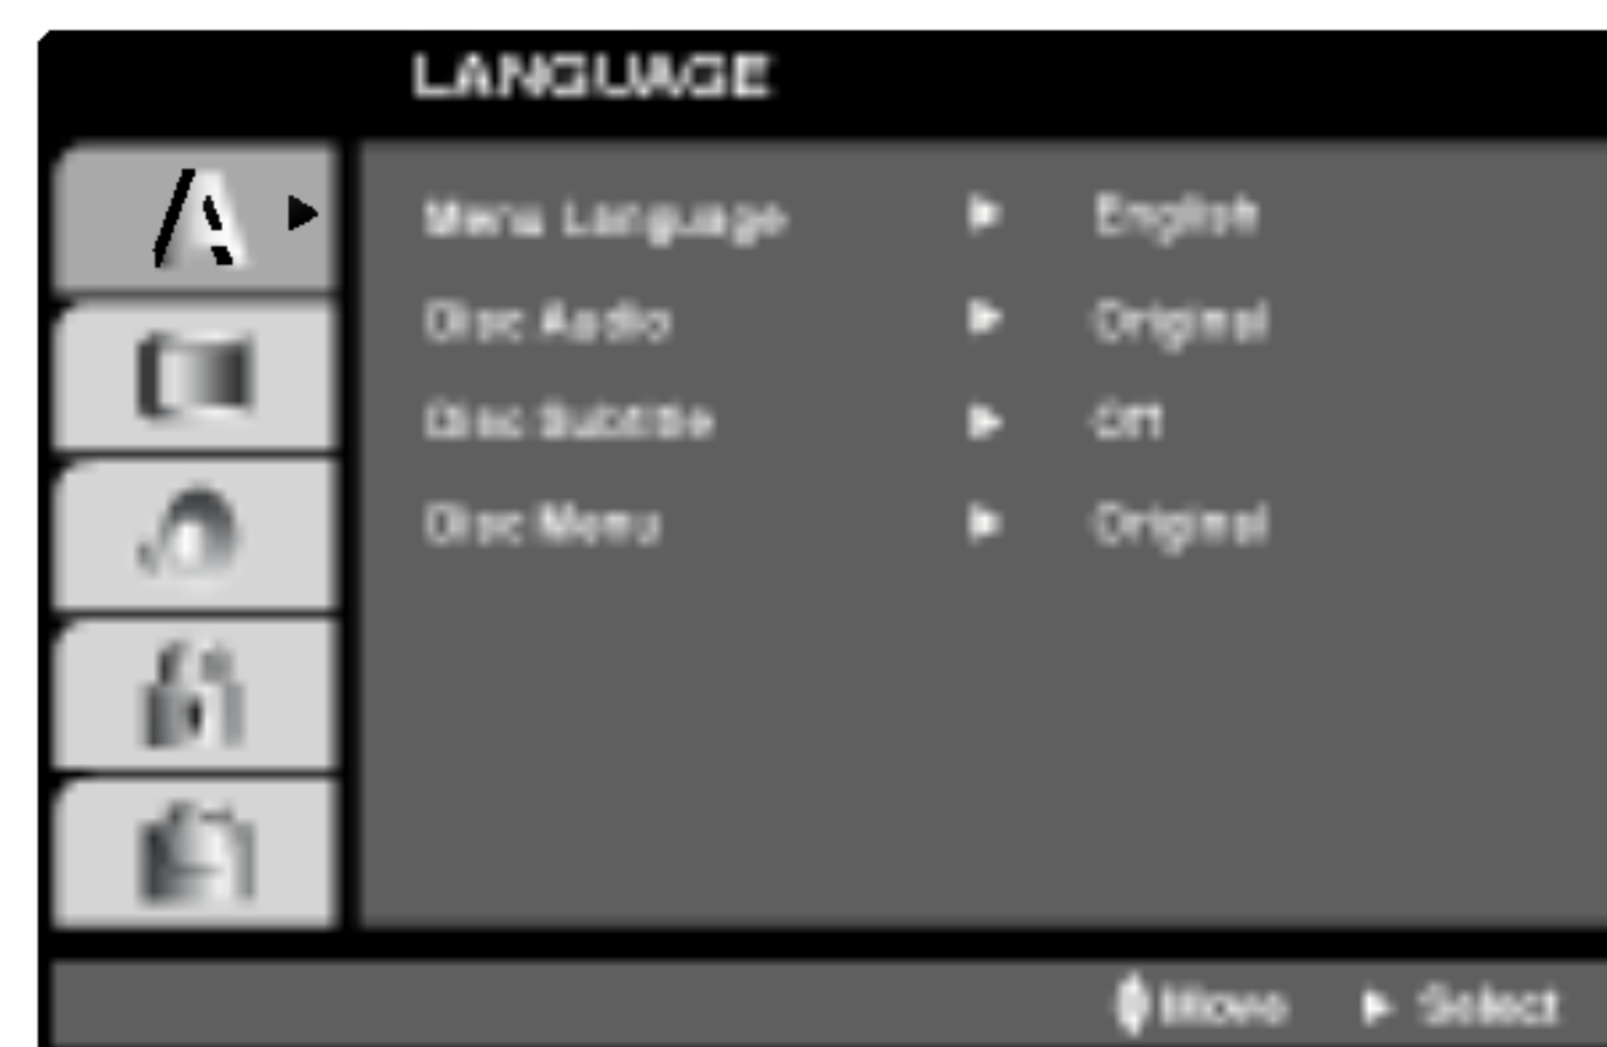 LANGUAGE
Menu Language ► English
Disc Audio ► Original
Disc Subtitle ► Off
Disc Menu ► Original
Move ► Select